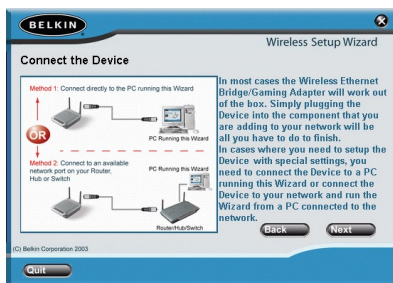 BELKIN
Wireless Setup Wizard
Connect the Device
Method 1: Connect directly to the PC running this Wizard
PC Running this Wizard
OR
Method 2: Connect to an available
network port on your Router,
Hub or Switch
PC Running this Wizard
Router/Hub/Switch
In most cases the Wireless Ethernet
Bridge/Gaming Adapter will work out
of the box. Simply plugging the
Device into the component that you
are adding to your network will be
all you have to do to finish.
In cases where you need to setup the
Device with special settings, you
need to connect the Device to a PC
running this Wizard or connect the
Device to your network and run the
Wizard from a PC connected to the
network.
Back
Next
(C) Belkin Corporation 2003
Quit